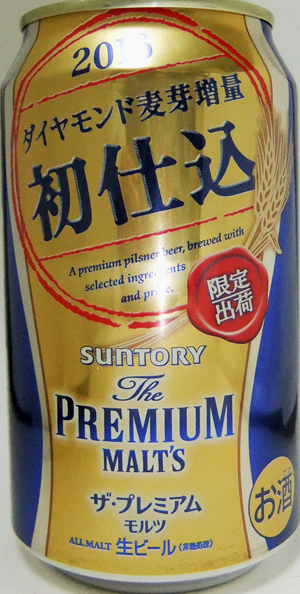 2016
ダイヤモンド麦芽増量
初仕込
A premium pilsner beer, brewed with
selected ingredients
and pride.
限定
出荷
SUNTORY
The
PREMIUM
MALT'S
ザ・プレミアム
モルツ
ALL MALT 生ビール (非熱処理)
お酒